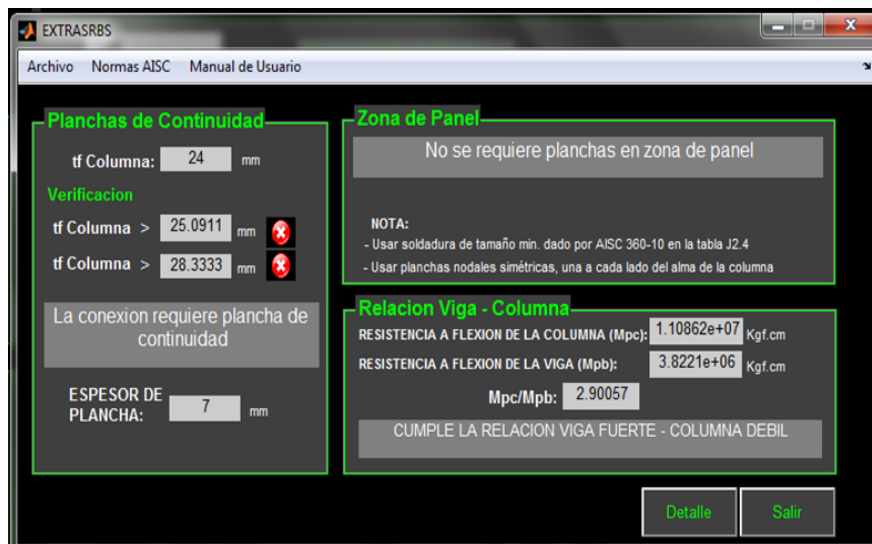 EXTRASRBS
Archivo Normas AISC Manual de Usuario
Planchas de Continuidad
tf Columna: 24 mm
Verificacion
tf Columna > 25.0911 mm
tf Columna > 28.3333 mm
La conexion requiere plancha de
continuidad
ESPESOR DE
PLANCHA: 7 mm
Zona de Panel
No se requiere planchas en zona de panel
NOTA:
- Usar soldadura de tamaño min. dado por AISC 360-10 en la tabla J2.4
- Usar planchas nodales simétricas, una a cada lado del alma de la columna
Relacion Viga - Columna
RESISTENCIA A FLEXION DE LA COLUMNA (Mpc): 1.10862e+07 Kgf.cm
RESISTENCIA A FLEXION DE LA VIGA (Mpb): 3.8221e+06 Kgf.cm
Mpc/Mpb: 2.90057
CUMPLE LA RELACION VIGA FUERTE - COLUMNA DEBIL
Detalle Salir